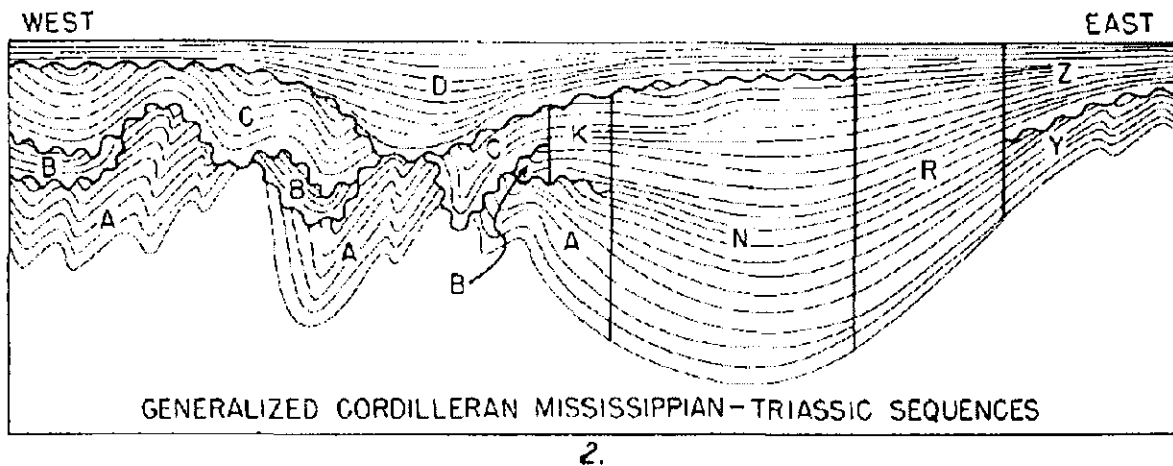 WEST EAST
D Z
C
K
C
B R Y
B
A
A A N
B
GENERALIZED CORDILLERAN MISSISSIPPIAN-TRIASSIC SEQUENCES
2.